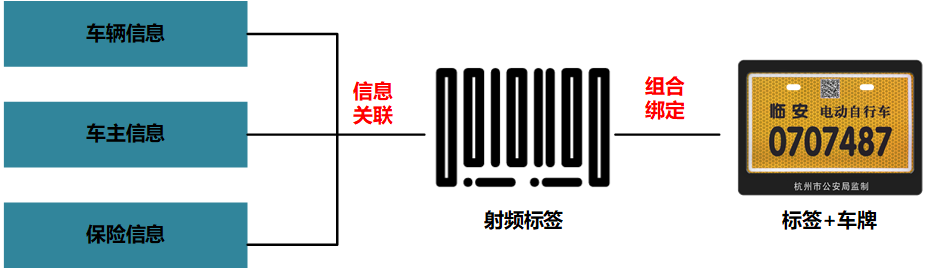 车辆信息
车主信息
保险信息
信息
关联
射频标签
组合
绑定
临安 电动自行车
0707487
杭州市公安局监制
标签+车牌